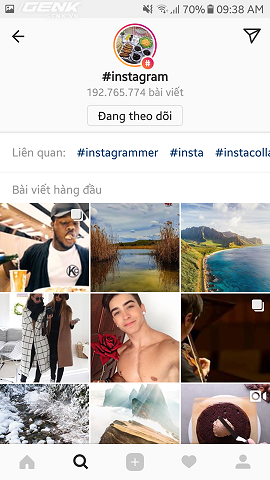 GENK
70% 09:38 AM
#
#instagram
192.765.774 bài viết
Đang theo dõi
Liên quan: #instagrammer #insta #instacolla
Bài viết hàng đầu
K